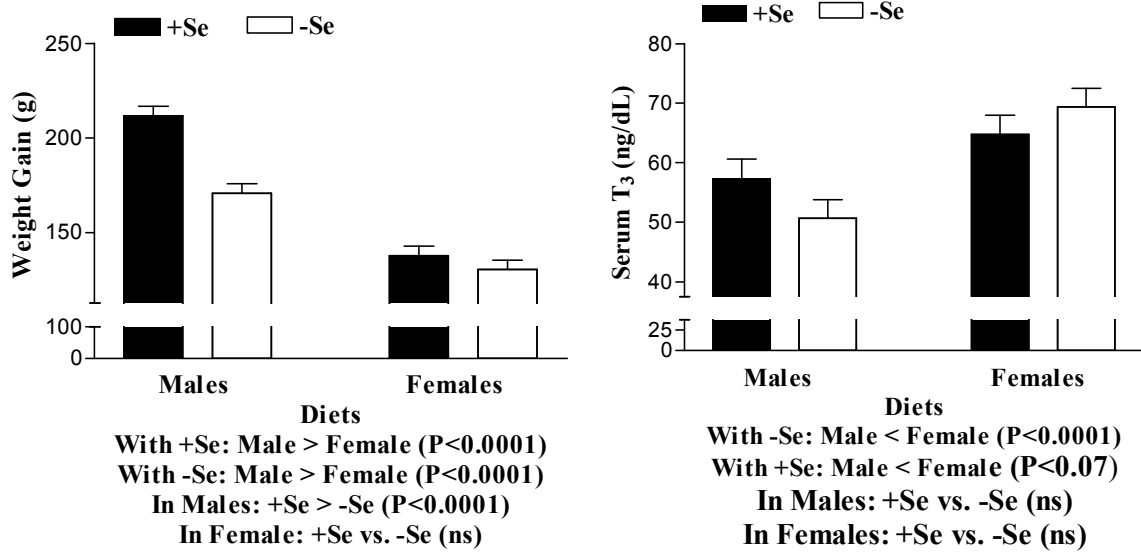 +Se -Se
250
200
150
100
0
Weight Gain (g)
Males Females
Diets
With +Se: Male > Female (P<0.0001)
With -Se: Male > Female (P<0.0001)
In Males: +Se > -Se (P<0.0001)
In Female: +Se vs. -Se (ns)
+Se -Se
80
70
60
50
40
25
0
Serum T₃ (ng/dL)
Males Females
Diets
With -Se: Male < Female (P<0.0001)
With +Se: Male < Female (P<0.07)
In Males: +Se vs. -Se (ns)
In Females: +Se vs. -Se (ns)